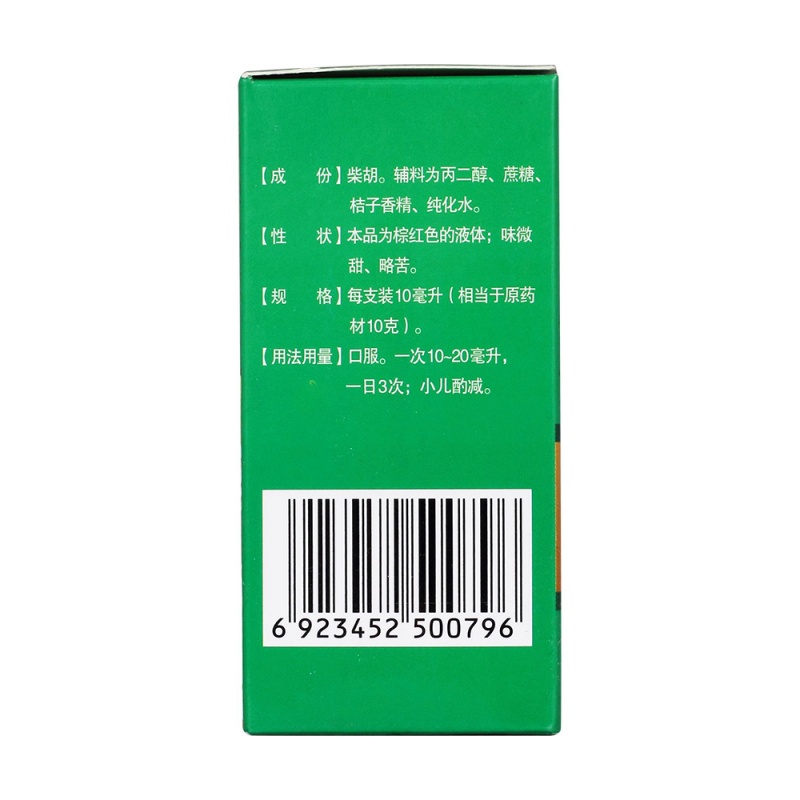 【成 份】柴胡。辅料为丙二醇、蔗糖、
桔子香精、纯化水。
【性 状】本品为棕红色的液体；味微
甜、略苦。
【规 格】每支装10毫升（相当于原药
材10克）。
【用法用量】口服。一次10~20毫升，
一日3次；小儿酌减。
6 923452 500796